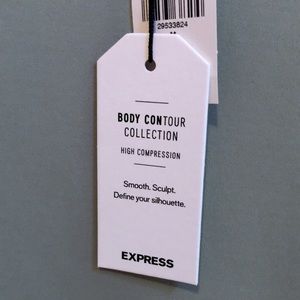 29533824
BODY CONTOUR
COLLECTION
HIGH COMPRESSION
Smooth. Sculpt.
Define your silhouette.
EXPRESS